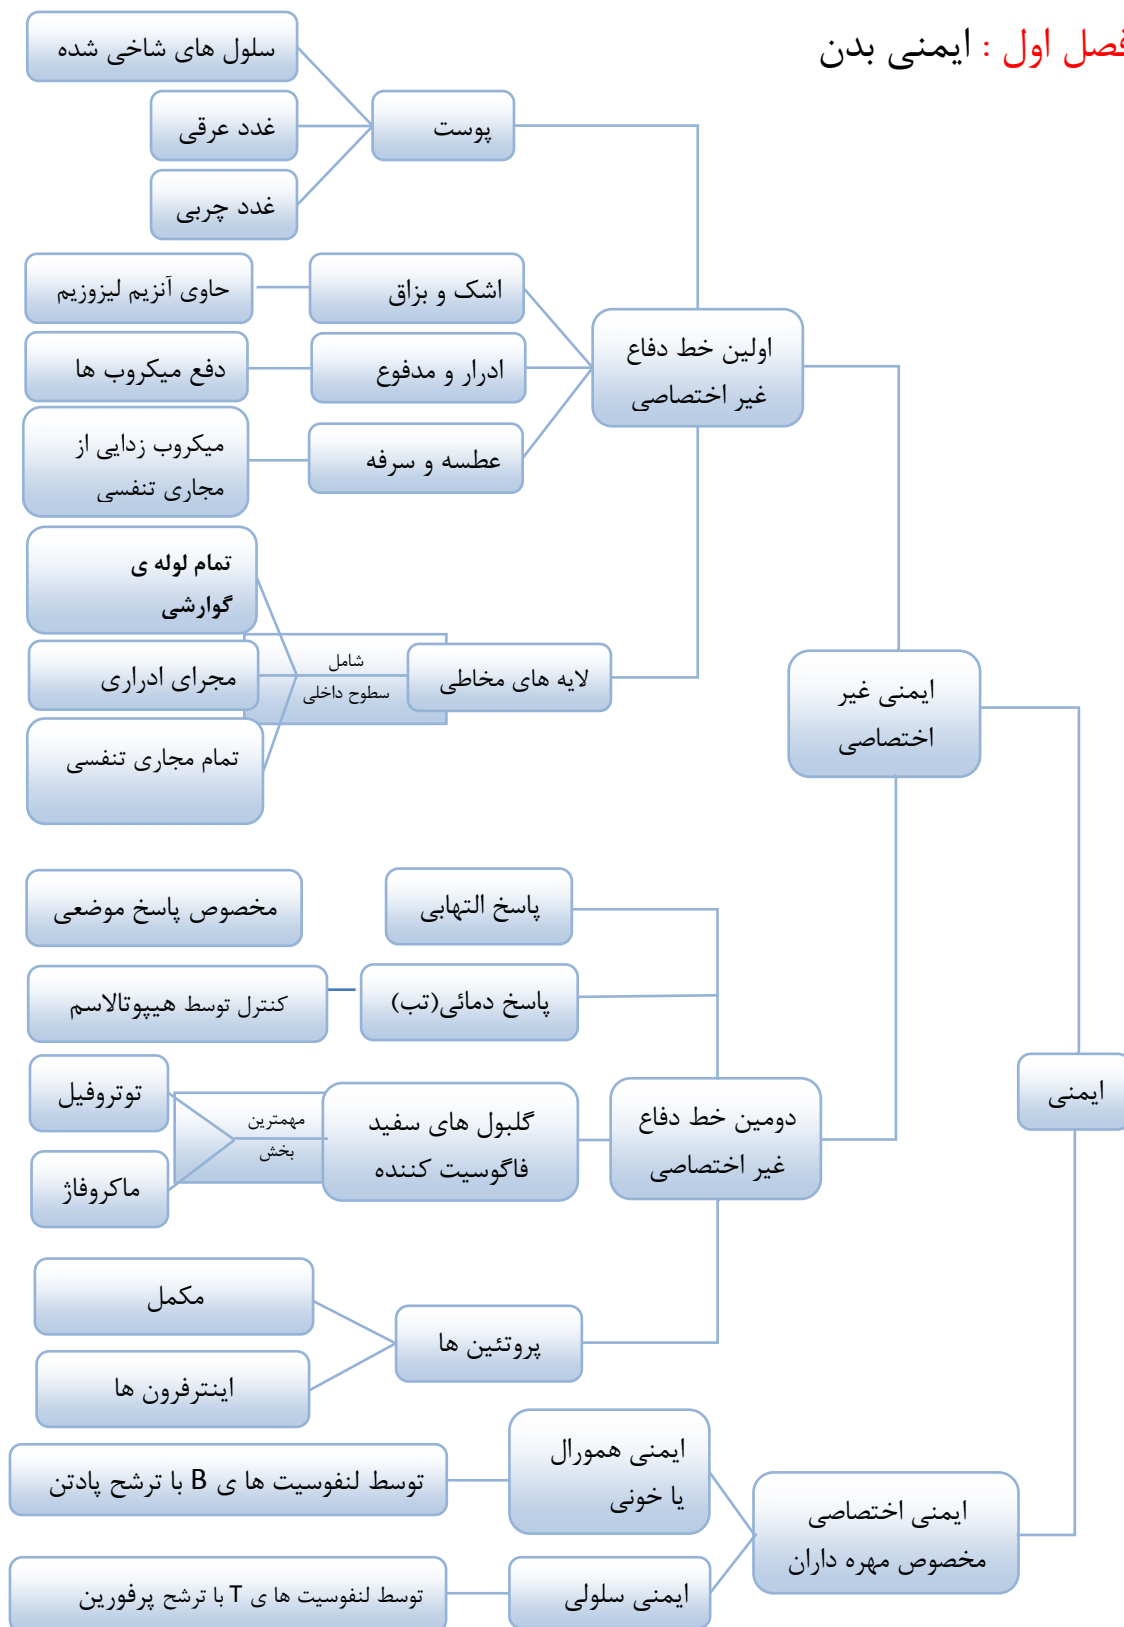 فصل اول : ایمنی بدن
سلول های شاخی شده
پوست
غدد عرقی
غدد چربی
اشک و بزاق
حاوی آنزیم لیزوزیم
اولین خط دفاع
غیر اختصاصی
ادرار و مدفوع
دفع میکروب ها
عطسه و سرفه
میکروب زدایی از
مجاری تنفسی
تمام لوله ی
گوارشی
لایه های مخاطی
شامل
سطوح داخلی
مجرای ادراری
تمام مجاری تنفسی
ایمنی غیر
اختصاصی
پاسخ التهابی
مخصوص پاسخ موضعی
پاسخ دمائی(تب)
کنترل توسط هیپوتالاسم
ایمنی
دومین خط دفاع
غیر اختصاصی
گلبول های سفید
فاگوسیت کننده
مهمترین
بخش
توتروفیل
ماکروفاژ
پروتئین ها
مکمل
اینترفرون ها
ایمنی اختصاصی
مخصوص مهره داران
ایمنی همورال
یا خونی
توسط لنفوسیت ها ی B با ترشح پادتن
ایمنی سلولی
توسط لنفوسیت ها ی T با ترشح پرفورین